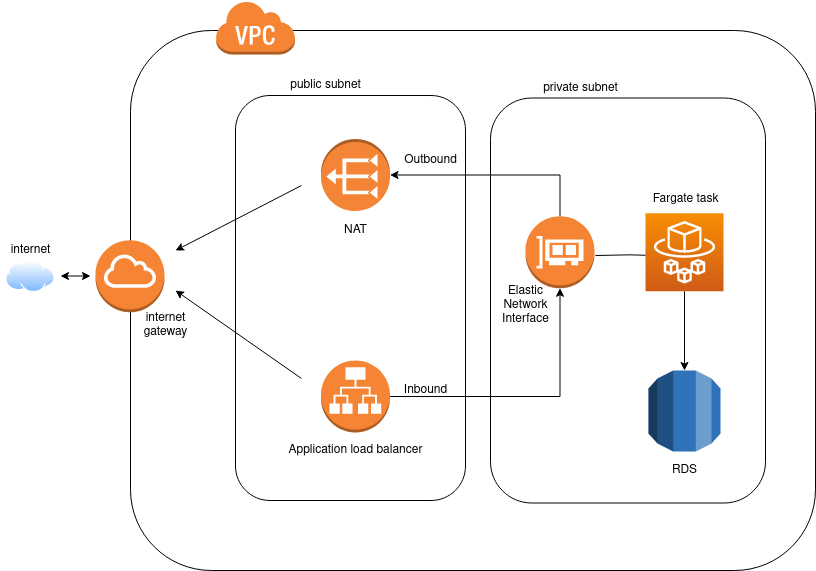 VPC
public subnet
private subnet
Outbound
Fargate task
NAT
internet
Elastic
Network
Interface
internet
gateway
Inbound
Application load balancer
RDS